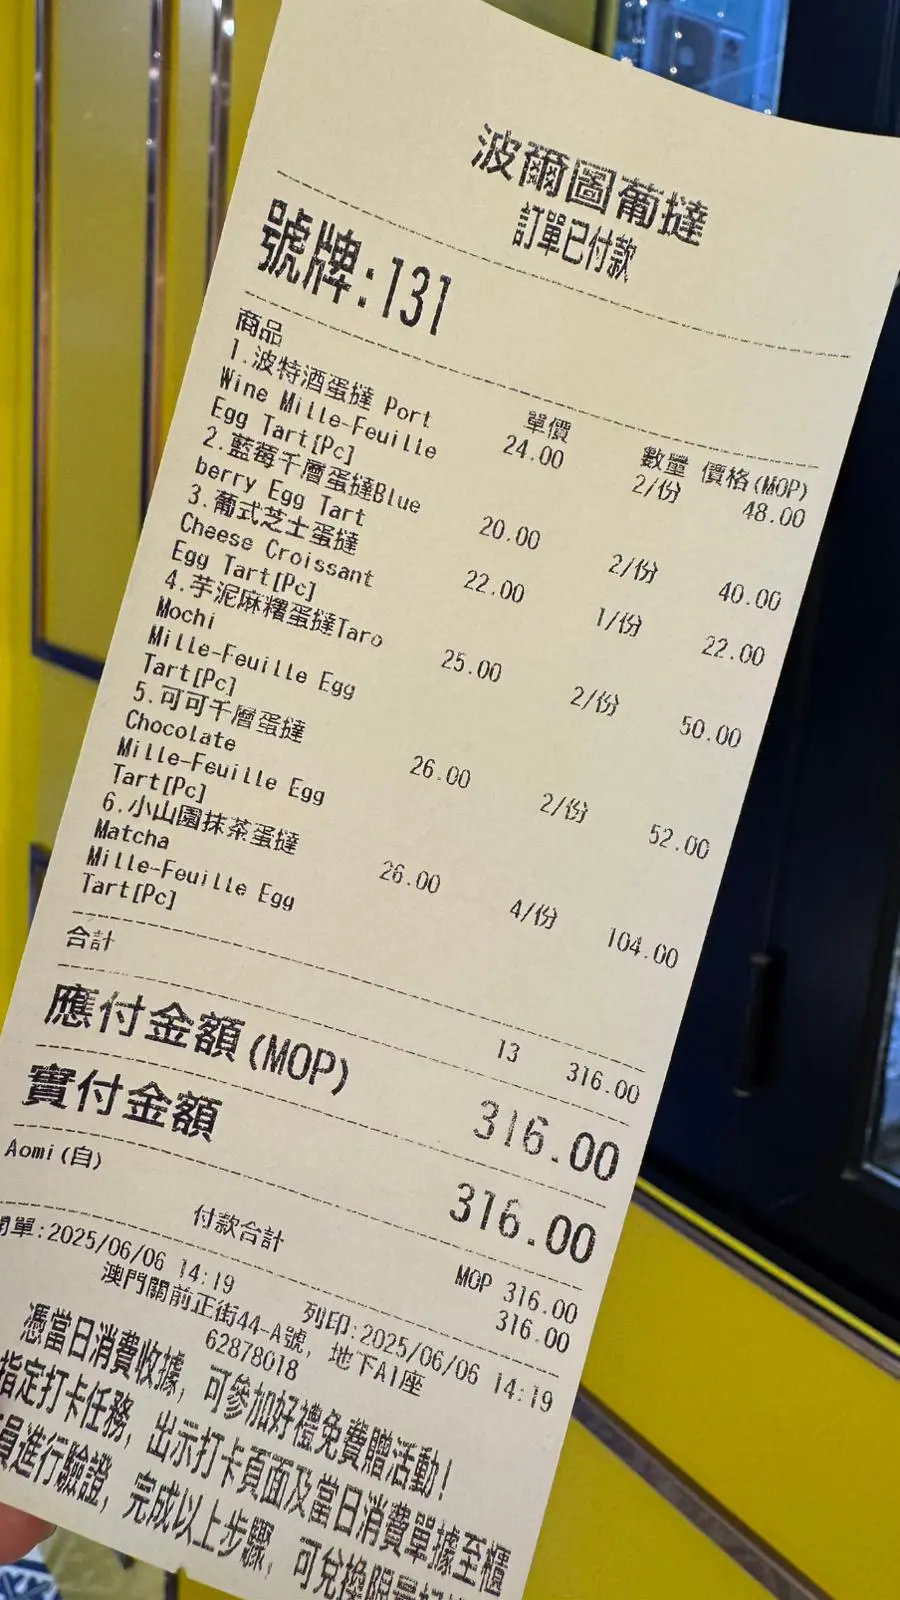 波爾圖葡撻
訂單已付款
號牌:131
商品 單價 數量 價格(MOP)
1.波特酒蛋撻 Port 24.00 2/份 48.00
Wine Mille-Feuille
Egg Tart[Pc]
2.藍莓千層蛋撻Blue 20.00 2/份 40.00
berry Egg Tart
3.葡式芝士蛋撻 22.00 1/份 22.00
Cheese Croissant
Egg Tart[Pc]
4.芋泥麻糬蛋撻Taro 25.00 2/份 50.00
Mochi
Mille-Feuille Egg
Tart[Pc]
5.可可千層蛋撻 26.00 2/份 52.00
Chocolate
Mille-Feuille Egg
Tart[Pc]
6.小山園抹茶蛋撻 26.00 4/份 104.00
Matcha
Mille-Feuille Egg
Tart[Pc]
合計 13 316.00
應付金額(MOP) 316.00
實付金額 316.00
Aomi(自) MOP 316.00
付款合計 316.00
單:2025/06/06 14:19 列印:2025/06/06 14:19
澳門關前正街44-A號, 地下A1座
62878018
憑當日消費收據, 可參加好禮免費贈活動!
指定打卡任務, 出示打卡頁面及當日消費單據至櫃
員進行驗證, 完成以上步驟, 可兌換限量